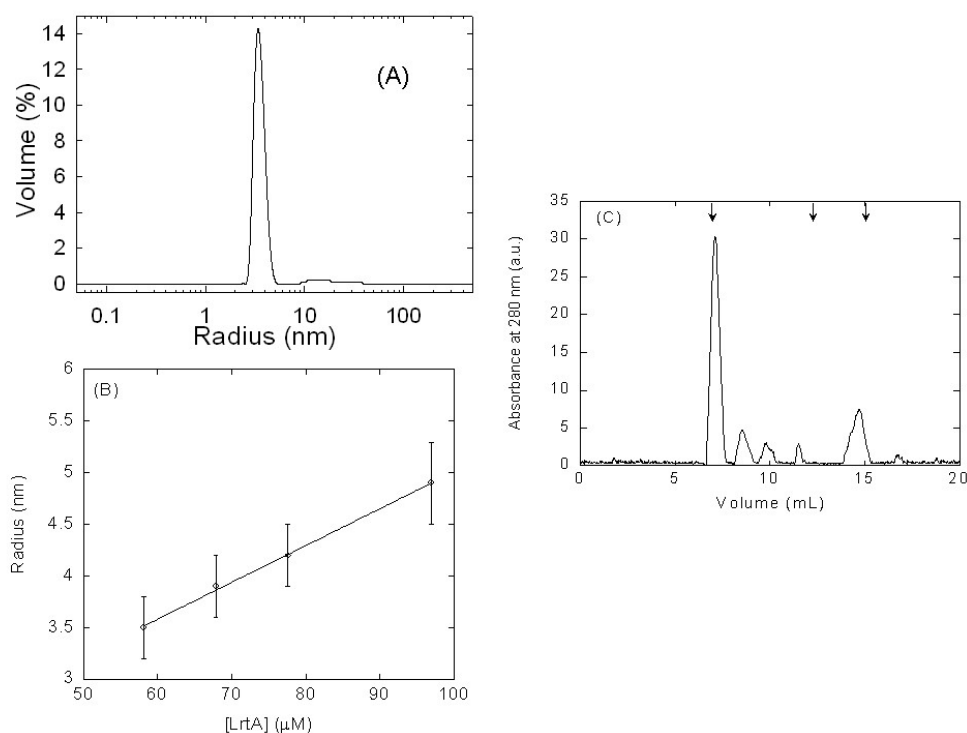 14
12
10
8
6
4
2
0
Volume (%)
(A)
0.1 1 10 100
Radius (nm)
6
5.5
5
4.5
4
3.5
3
Radius (nm)
(B)
50 60 70 80 90 100
[LrtA] (μM)
35
30
25
20
15
10
5
0
Absorbance at 280 nm (a.u.)
(C)
0 5 10 15 20
Volume (mL)